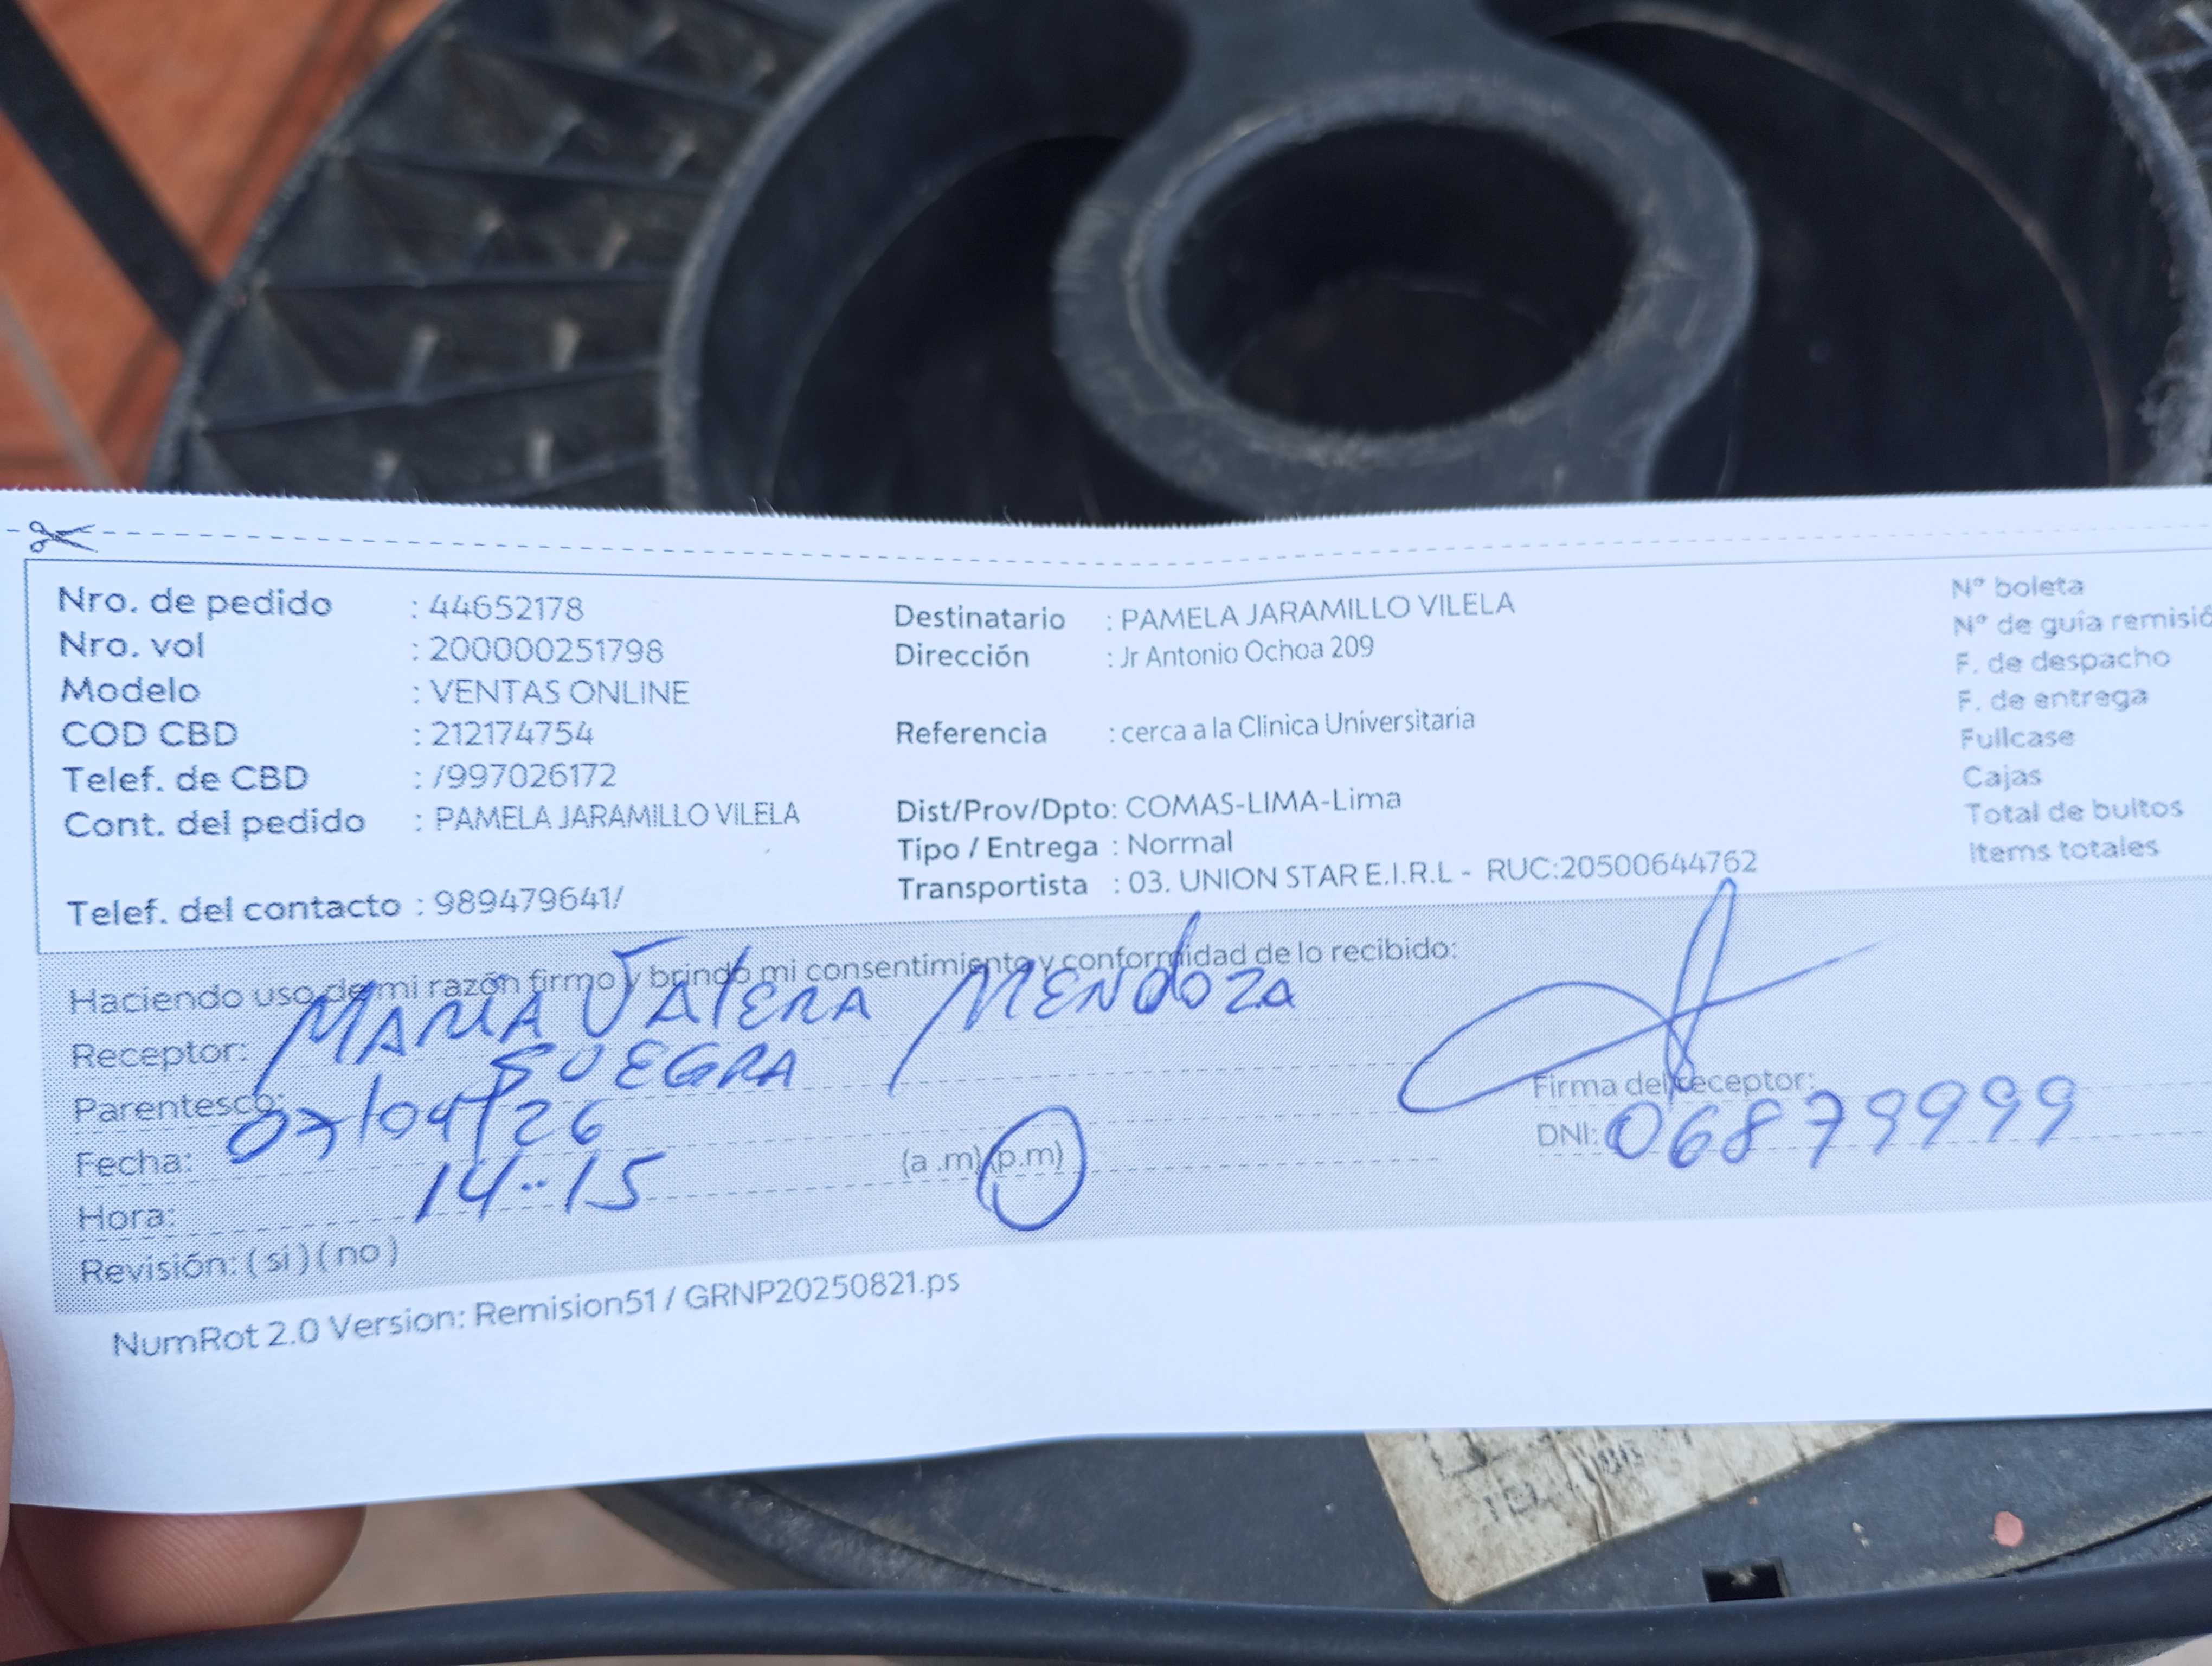 Nro. de pedido : 44652178
Nro. vol : 200000251798
Modelo : VENTAS ONLINE
COD CBD : 212174754
Telef. de CBD : /997026172
Cont. del pedido : PAMELA JARAMILLO VILELA
Telef. del contacto : 989479641/
Destinatario : PAMELA JARAMILLO VILELA
Dirección : Jr Antonio Ochoa 209
Referencia : cerca a la Clinica Universitaria
Dist/Prov/Dpto: COMAS-LIMA-Lima
Tipo / Entrega : Normal
Transportista : 03. UNION STAR E.I.R.L - RUC:20500644762
N° boleta
N° de guía remisió
F. de despacho
F. de entrega
Fullcase
Cajas
Total de bultos
Items totales
Haciendo uso de mi razón firmo y brindo mi consentimiento y conformidad de lo recibido:
Receptor: MARIA VALERA MENDOZA
Parentesco: SUEGRA
Fecha: 07/04/26
Hora: 14..15 (a .m) (p.m)
Revisión: ( si ) ( no )
Firma del receptor:
DNI: 06879999
NumRot 2.0 Version: Remision51 / GRNP20250821.ps